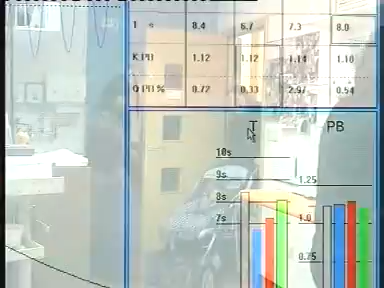 1 « 8.4 6.7 7.3 8.0
K PB 1.12 1.12 1.14 1.10
Q PB % 0.72 0.33 2.97 0.54
T PB
10s
9s 1.25
8s
7s 1.0
0.75